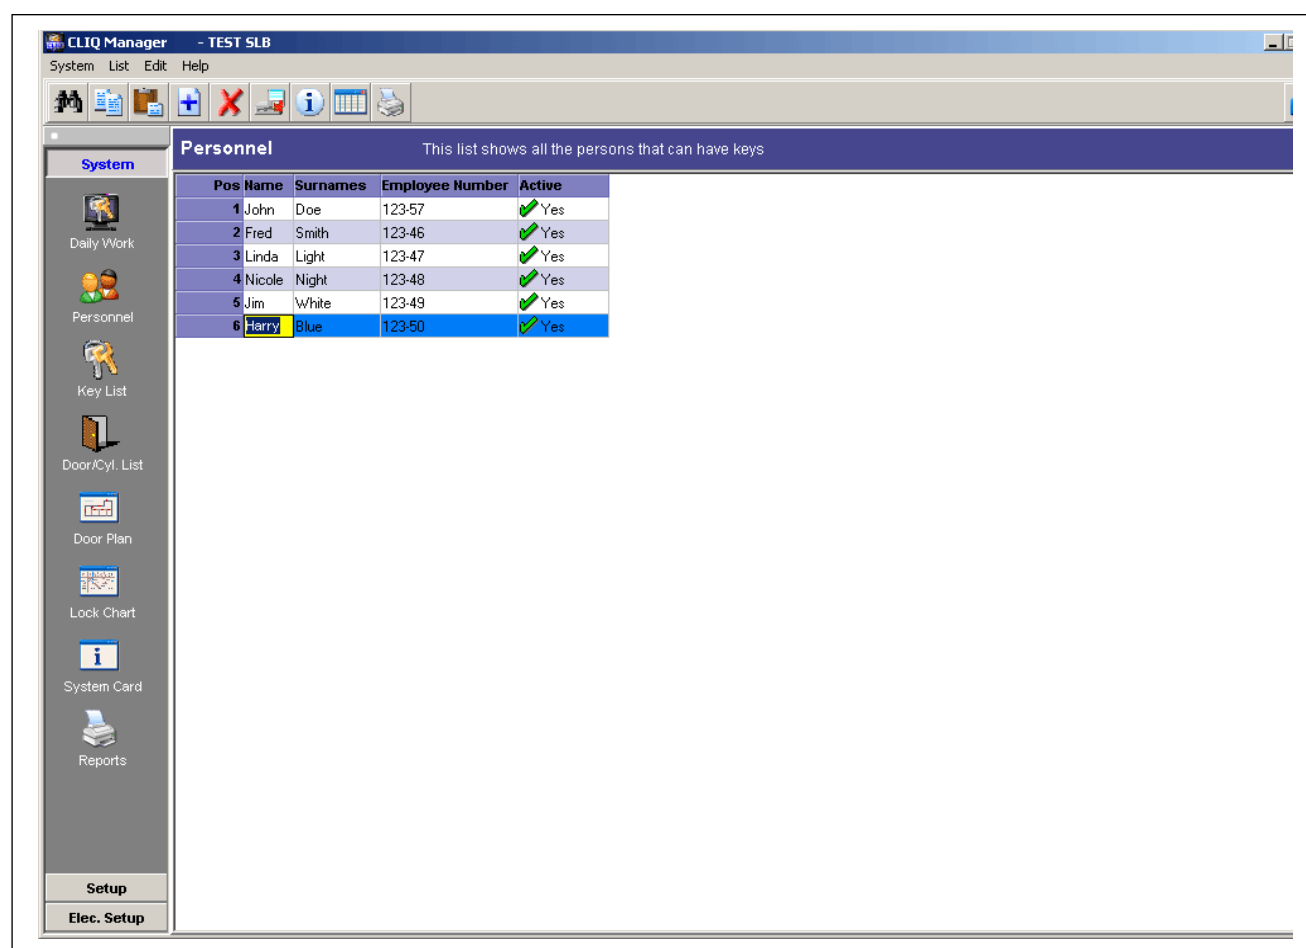 CLIQ Manager - TEST SLB
System List Edit Help
System
Daily Work
Personnel
Key List
Door/Cyl. List
Door Plan
Lock Chart
System Card
Reports
Setup
Elec. Setup
Personnel This list shows all the persons that can have keys
Pos Name Surnames Employee Number Active
1 John Doe 123-57 Yes
2 Fred Smith 123-46 Yes
3 Linda Light 123-47 Yes
4 Nicole Night 123-48 Yes
5 Jim White 123-49 Yes
6 Harry Blue 123-50 Yes